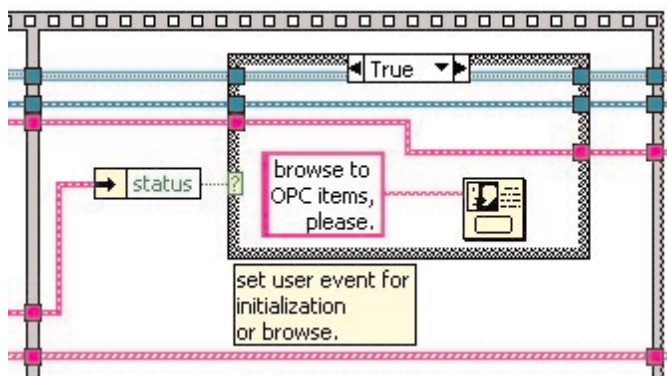 True
status
?
browse to
OPC items,
please.
set user event for
initialization
or browse.